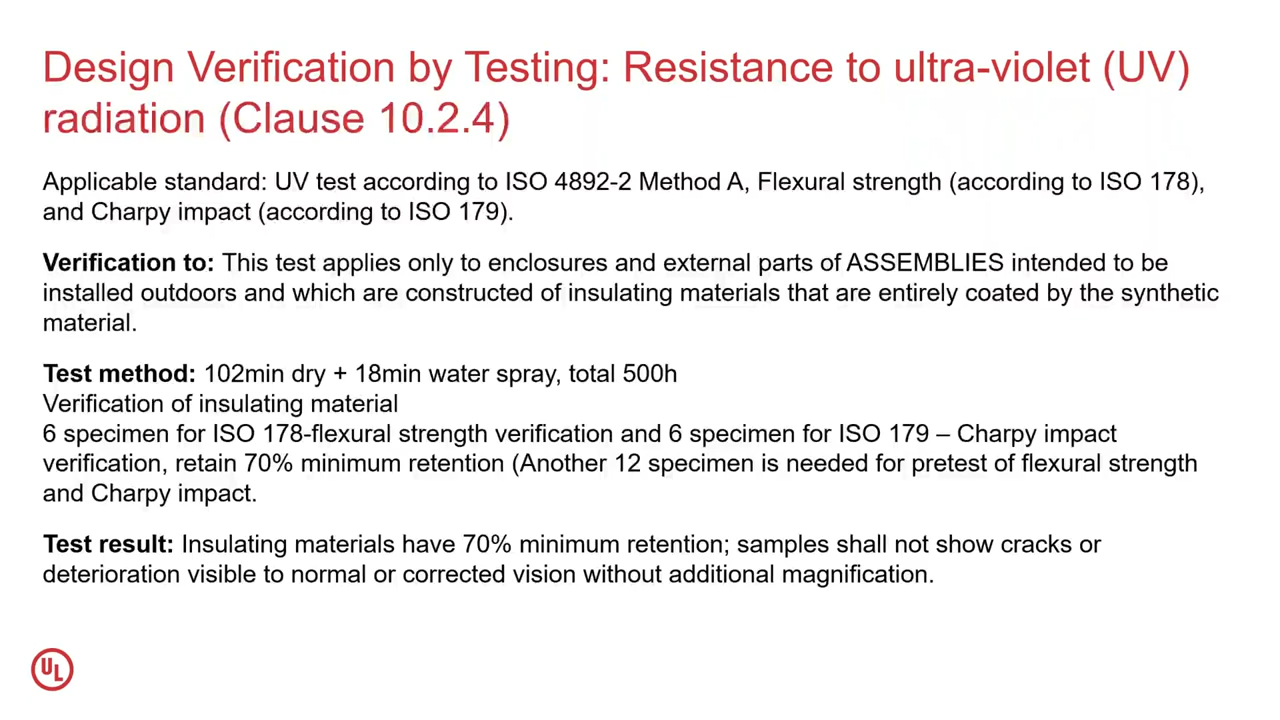 Design Verification by Testing: Resistance to ultra-violet (UV)
radiation (Clause 10.2.4)
Applicable standard: UV test according to ISO 4892-2 Method A, Flexural strength (according to ISO 178),
and Charpy impact (according to ISO 179).
Verification to: This test applies only to enclosures and external parts of ASSEMBLIES intended to be
installed outdoors and which are constructed of insulating materials that are entirely coated by the synthetic
material.
Test method: 102min dry + 18min water spray, total 500h
Verification of insulating material
6 specimen for ISO 178-flexural strength verification and 6 specimen for ISO 179 – Charpy impact
verification, retain 70% minimum retention (Another 12 specimen is needed for pretest of flexural strength
and Charpy impact.
Test result: Insulating materials have 70% minimum retention; samples shall not show cracks or
deterioration visible to normal or corrected vision without additional magnification.
UL